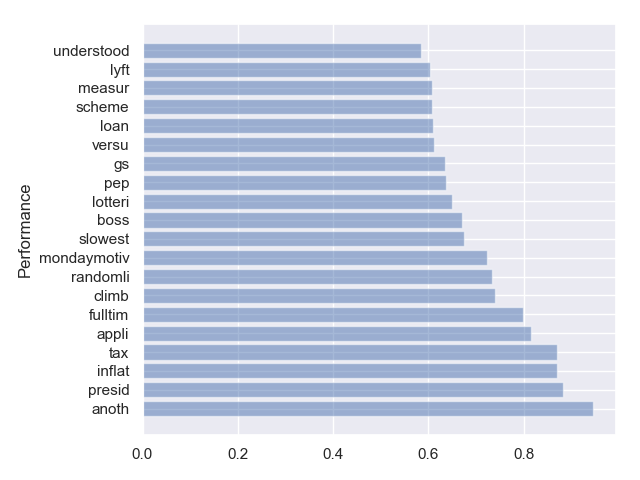 understood
lyft
measur
scheme
loan
versu
gs
pep
lotteri
boss
slowest
mondaymotiv
randomli
climb
fulltim
appli
tax
inflat
presid
anoth
Performance
0.0 0.2 0.4 0.6 0.8